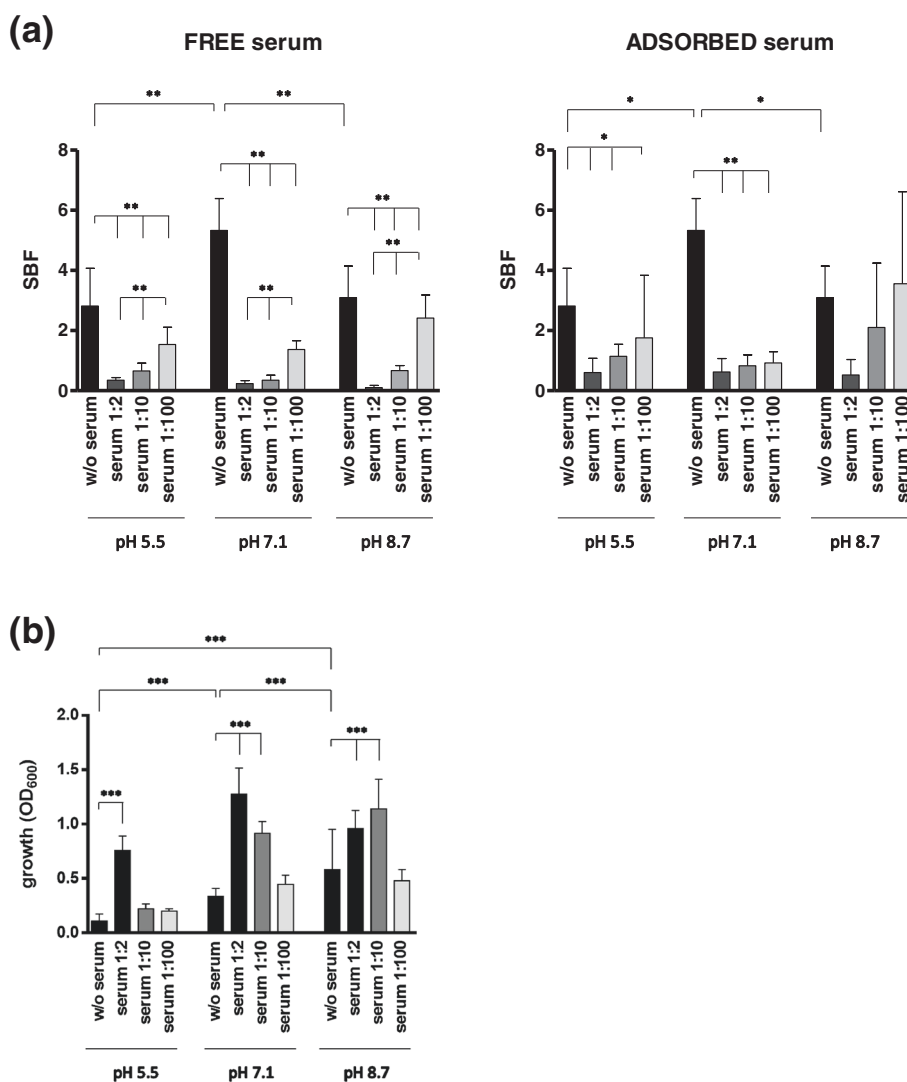 (a)
FREE serum
ADSORBED serum
** ** * *
** * **
** ** **
** **
8
6
4
2
0
SBF
8
6
4
2
0
SBF
w/o serum
serum 1:2
serum 1:10
serum 1:100
w/o serum
serum 1:2
serum 1:10
serum 1:100
w/o serum
serum 1:2
serum 1:10
serum 1:100
pH 5.5
pH 7.1
pH 8.7
w/o serum
serum 1:2
serum 1:10
serum 1:100
w/o serum
serum 1:2
serum 1:10
serum 1:100
w/o serum
serum 1:2
serum 1:10
serum 1:100
pH 5.5
pH 7.1
pH 8.7
(b)
***
*** ***
*** ***
***
2.0
1.5
1.0
0.5
0.0
growth (OD600)
w/o serum
serum 1:2
serum 1:10
serum 1:100
w/o serum
serum 1:2
serum 1:10
serum 1:100
w/o serum
serum 1:2
serum 1:10
serum 1:100
pH 5.5
pH 7.1
pH 8.7